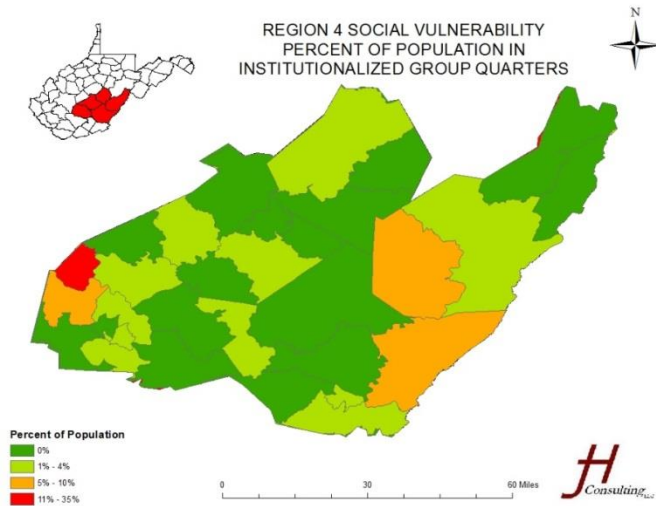 REGION 4 SOCIAL VULNERABILITY
PERCENT OF POPULATION IN
INSTITUTIONALIZED GROUP QUARTERS
N
Percent of Population
0%
1% - 4%
5% - 10%
11% - 35%
0 30 60 Miles
JH
Consulting